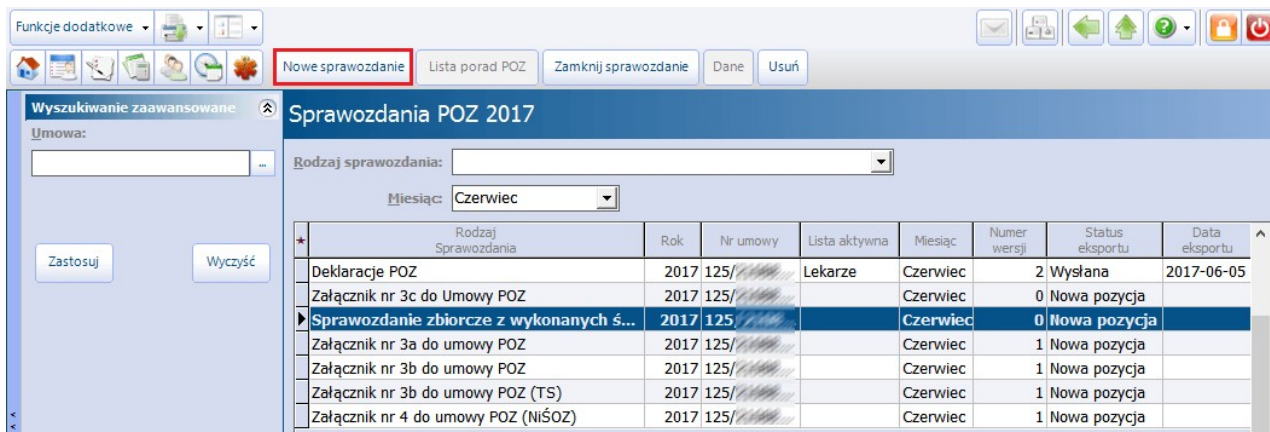 Funkcje dodatkowe
Nowe sprawozdanie Lista porad POZ Zamknij sprawozdanie Dane Usuń
Wyszukiwanie zaawansowane
Umowa:
...
Zastosuj Wyczyść
Sprawozdania POZ 2017
Rodzaj sprawozdania:
Miesiąc: Czerwiec
Rodzaj Sprawozdania Rok Nr umowy Lista aktywna Miesiąc Numer wersji Status eksportu Data eksportu
Deklaracje POZ 2017 125/ Lekarze Czerwiec 2 Wysłana 2017-06-05
Załącznik nr 3c do Umowy POZ 2017 125/ Czerwiec 0 Nowa pozycja
Sprawozdanie zbiorcze z wykonanych ś... 2017 125/ Czerwiec 0 Nowa pozycja
Załącznik nr 3a do umowy POZ 2017 125/ Czerwiec 1 Nowa pozycja
Załącznik nr 3b do umowy POZ 2017 125/ Czerwiec 1 Nowa pozycja
Załącznik nr 3b do umowy POZ (TS) 2017 125/ Czerwiec 1 Nowa pozycja
Załącznik nr 4 do umowy POZ (NiŚOZ) 2017 125/ Czerwiec 1 Nowa pozycja